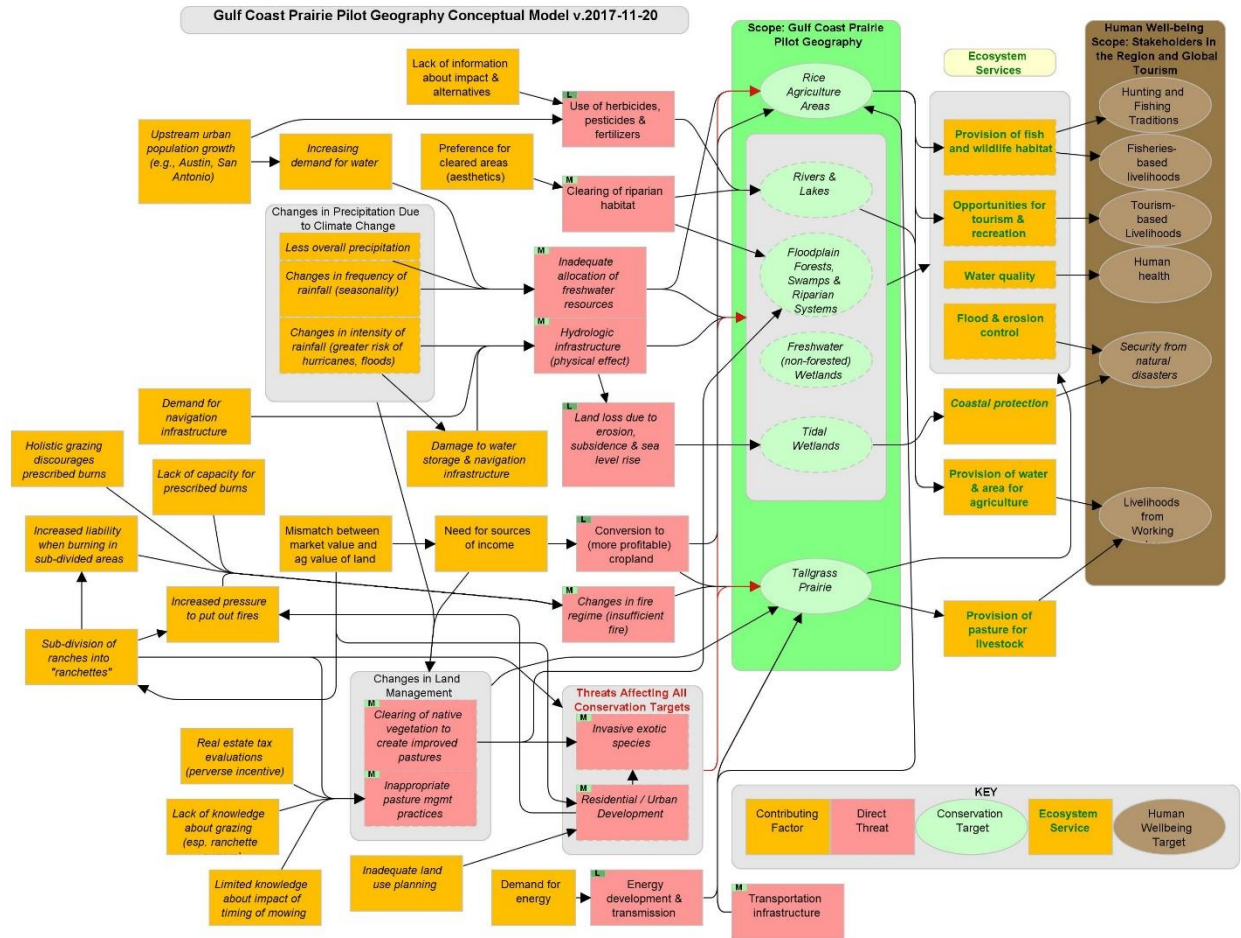 Gulf Coast Prairie Pilot Geography Conceptual Model v.2017-11-20
Scope: Gulf Coast Prairie
Pilot Geography
Human Well-being
Scope: Stakeholders In
the Region and Global
Tourism
Ecosystem
Services
Lack of information
about impact &
alternatives
L
Use of herbicides,
pesticides &
fertilizers
Upstream urban
population growth
(e.g., Austin, San
Antonio)
Increasing
demand for water
Preference for
cleared areas
(aesthetics)
M
Clearing of riparian
habitat
Changes in Precipitation Due
to Climate Change
Less overall precipitation
Changes in frequency of
rainfall (seasonality)
Changes in intensity of
rainfall (greater risk of
hurricanes, floods)
M
Inadequate
allocation of
freshwater
resources
M
Hydrologic
infrastructure
(physical effect)
Demand for
navigation
infrastructure
Damage to water
storage & navigation
infrastructure
L
Land loss due to
erosion,
subsidence & sea
level rise
Holistic grazing
discourages
prescribed burns
Lack of capacity for
prescribed burns
Increased liability
when burning in
sub-divided areas
Mismatch between
market value and
ag value of land
Need for sources
of income
L
Conversion to
(more profitable)
cropland
Increased pressure
to put out fires
M
Changes in fire
regime (insufficient
fire)
Sub-division of
ranches into
"ranchettes"
Changes in Land
Management
M
Clearing of native
vegetation to
create improved
pastures
M
Inappropriate
pasture mgmt
practices
Threats Affecting All
Conservation Targets
M
Invasive exotic
species
M
Residential / Urban
Development
Real estate tax
evaluations
(perverse incentive)
Lack of knowledge
about grazing
(esp. ranchette
Limited knowledge
about impact of
timing of mowing
Inadequate land
use planning
Demand for
energy
L
Energy
development &
transmission
M
Transportation
infrastructure
Rice
Agriculture
Areas
Rivers &
Lakes
Floodplain
Forests,
Swamps &
Riparian
Systems
Freshwater
(non-forested)
Wetlands
Tidal
Wetlands
Tallgrass
Prairie
Provision of fish
and wildlife habitat
Opportunities for
tourism &
recreation
Water quality
Flood & erosion
control
Coastal protection
Provision of water
& area for
agriculture
Provision of
pasture for
livestock
Hunting and
Fishing
Traditions
Fisheries-
based
livelihoods
Tourism-
based
Livelihoods
Human
health
Security from
natural
disasters
Livelihoods
from
Working
KEY
Contributing
Factor
Direct
Threat
Conservation
Target
Ecosystem
Service
Human
Wellbeing
Target